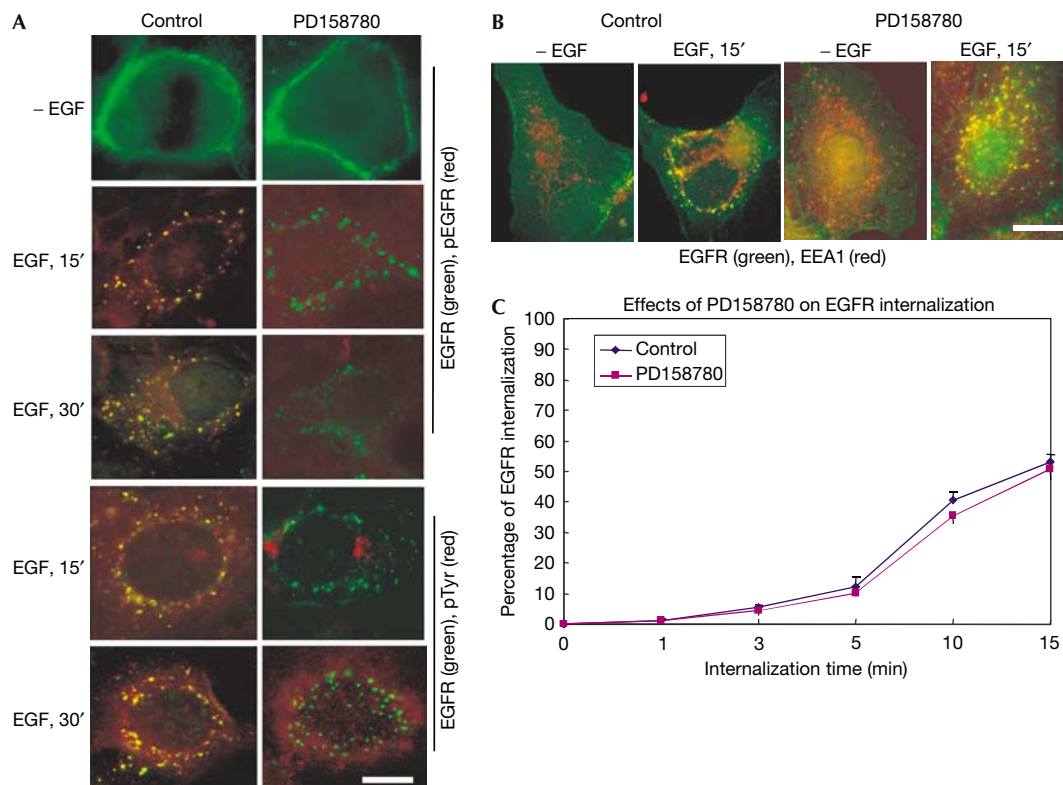 A
Control
PD158780
– EGF
EGF, 15′
EGF, 30′
EGFR (green), pEGFR (red)
EGF, 15′
EGF, 30′
EGFR (green), pTyr (red)
B
Control
PD158780
– EGF
EGF, 15′
– EGF
EGF, 15′
EGFR (green), EEA1 (red)
C
Effects of PD158780 on EGFR internalization
100
90
80
70
60
50
40
30
20
10
0
Percentage of EGFR internalization
Control
PD158780
0
1
3
5
10
15
Internalization time (min)